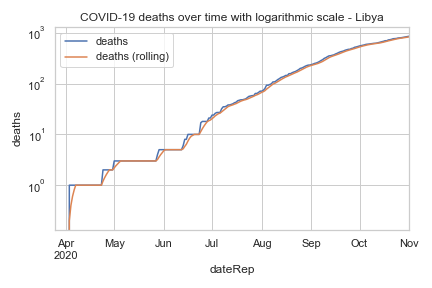 COVID-19 deaths over time with logarithmic scale - Libya
deaths
deaths (rolling)
10³
10²
10¹
10⁰
deaths
Apr May Jun Jul Aug Sep Oct Nov
2020
dateRep